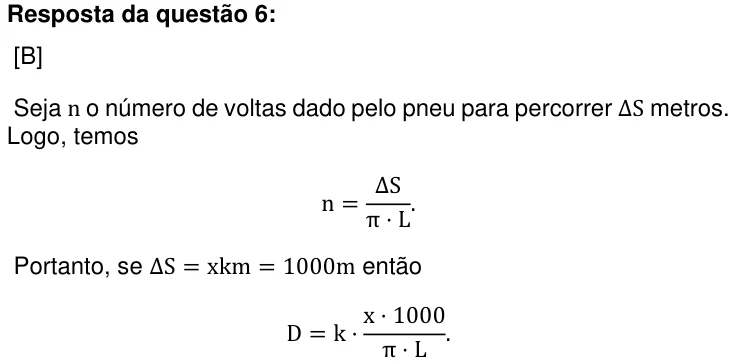 Resposta da questão 6:
[B]
Seja n o número de voltas dado pelo pneu para percorrer ΔS metros.
Logo, temos
n = ΔS / (π · L).
Portanto, se ΔS = xkm = 1000m então
D = k · (x · 1000) / (π · L).